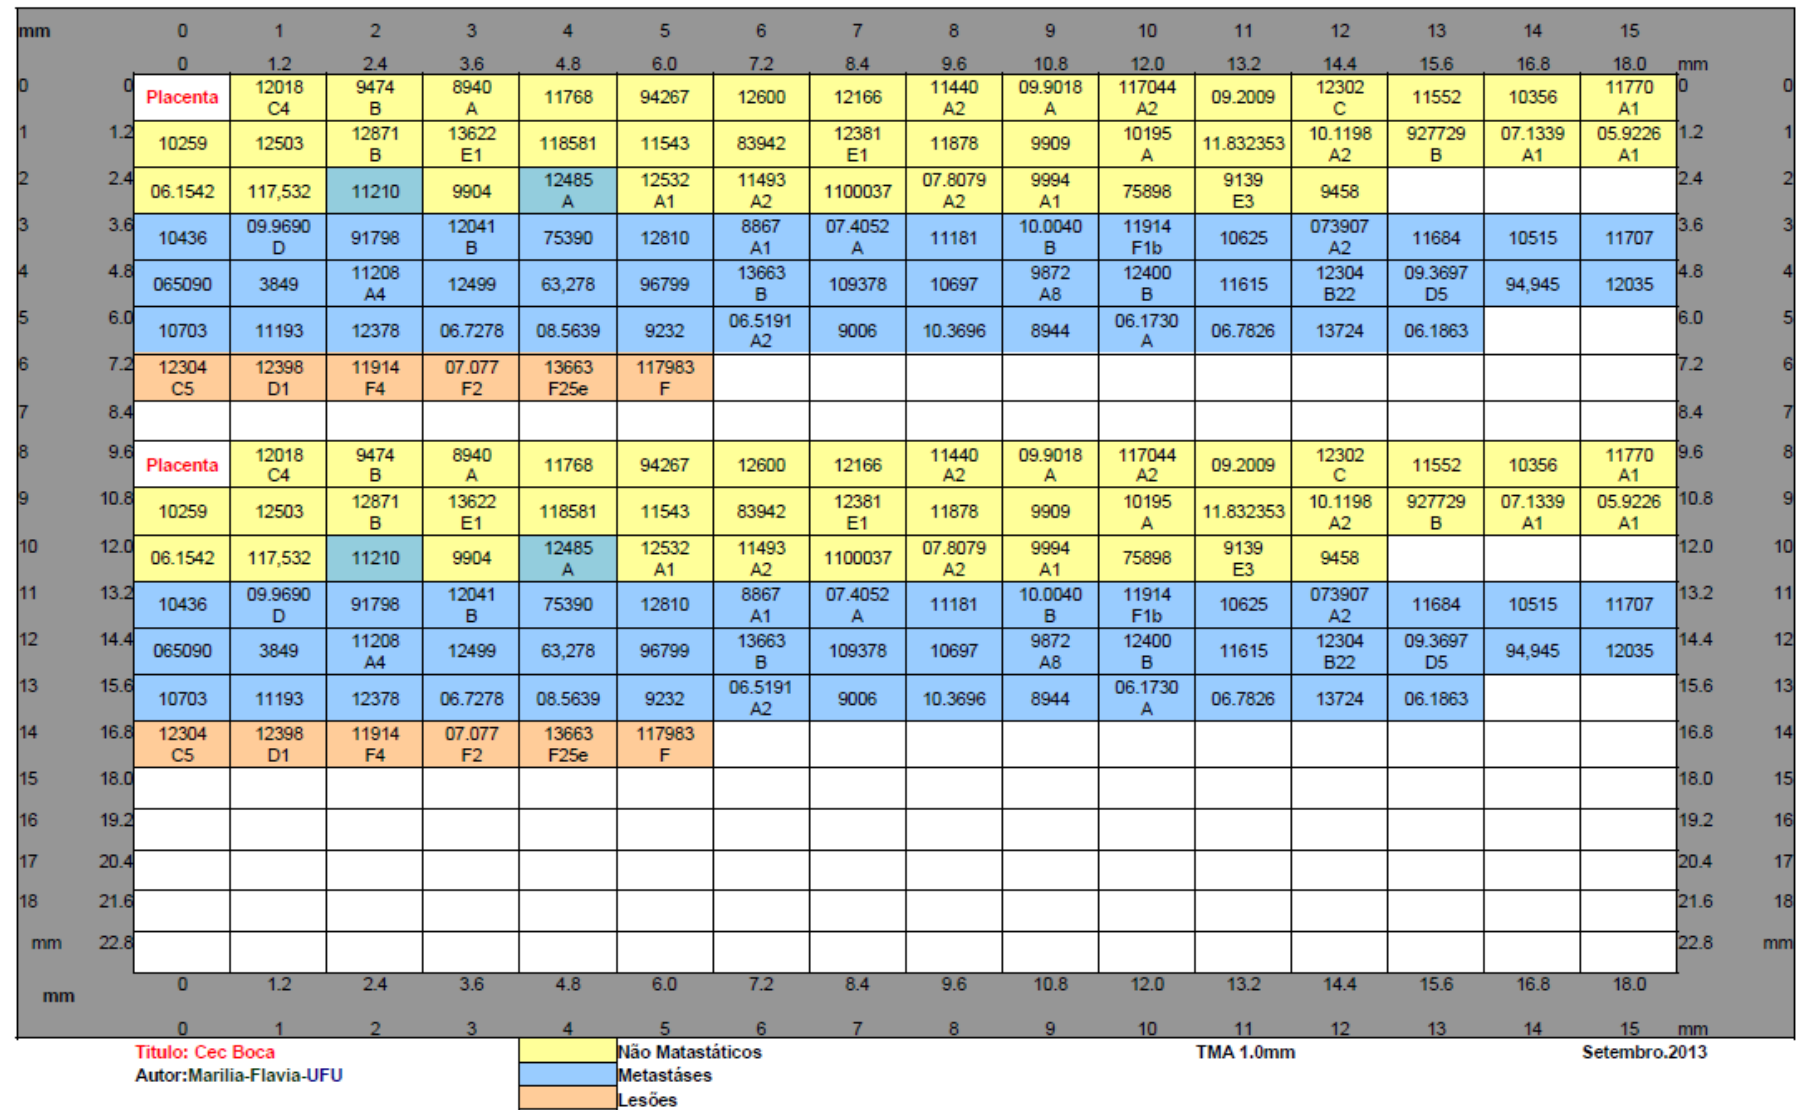 mm 0 1 2 3 4 5 6 7 8 9 10 11 12 13 14 15
0 1.2 2.4 3.6 4.8 6.0 7.2 8.4 9.6 10.8 12.0 13.2 14.4 15.6 16.8 18.0 mm
0 0 Placenta 12018 C4 9474 B 8940 A 11768 94267 12600 12166 11440 A2 09.9018 A 117044 A2 09.2009 12302 C 11552 10356 11770 A1 0 0
1 1.2 10259 12503 12871 B 13622 E1 118581 11543 83942 12381 E1 11878 9909 10195 A 11.832353 10.1198 A2 927729 B 07.1339 A1 05.9226 A1 1.2 1
2 2.4 06.1542 117,532 11210 9904 12485 A 12532 A1 11493 A2 1100037 07.8079 A2 9994 A1 75898 9139 E3 9458 2.4 2
3 3.6 10436 09.9690 D 91798 12041 B 75390 12810 8867 A1 07.4052 A 11181 10.0040 B 11914 F1b 10625 073907 A2 11684 10515 11707 3.6 3
4 4.8 065090 3849 11208 A4 12499 63,278 96799 13663 B 109378 10697 9872 A8 12400 B 11615 12304 B22 09.3697 D5 94,945 12035 4.8 4
5 6.0 10703 11193 12378 06.7278 08.5639 9232 06.5191 A2 9006 10.3696 8944 06.1730 A 06.7826 13724 06.1863 6.0 5
6 7.2 12304 C5 12398 D1 11914 F4 07.077 F2 13663 F25e 117983 F 7.2 6
7 8.4 8.4 7
8 9.6 Placenta 12018 C4 9474 B 8940 A 11768 94267 12600 12166 11440 A2 09.9018 A 117044 A2 09.2009 12302 C 11552 10356 11770 A1 9.6 8
9 10.8 10259 12503 12871 B 13622 E1 118581 11543 83942 12381 E1 11878 9909 10195 A 11.832353 10.1198 A2 927729 B 07.1339 A1 05.9226 A1 10.8 9
10 12.0 06.1542 117,532 11210 9904 12485 A 12532 A1 11493 A2 1100037 07.8079 A2 9994 A1 75898 9139 E3 9458 12.0 10
11 13.2 10436 09.9690 D 91798 12041 B 75390 12810 8867 A1 07.4052 A 11181 10.0040 B 11914 F1b 10625 073907 A2 11684 10515 11707 13.2 11
12 14.4 065090 3849 11208 A4 12499 63,278 96799 13663 B 109378 10697 9872 A8 12400 B 11615 12304 B22 09.3697 D5 94,945 12035 14.4 12
13 15.6 10703 11193 12378 06.7278 08.5639 9232 06.5191 A2 9006 10.3696 8944 06.1730 A 06.7826 13724 06.1863 15.6 13
14 16.8 12304 C5 12398 D1 11914 F4 07.077 F2 13663 F25e 117983 F 16.8 14
15 18.0 18.0 15
16 19.2 19.2 16
17 20.4 20.4 17
18 21.6 21.6 18
mm 22.8 22.8 mm
mm 0 1.2 2.4 3.6 4.8 6.0 7.2 8.4 9.6 10.8 12.0 13.2 14.4 15.6 16.8 18.0
0 1 2 3 4 5 6 7 8 9 10 11 12 13 14 15 mm
Titulo: Cec Boca Não Matastáticos TMA 1.0mm Setembro.2013
Autor:Marilia-Flavia-UFU Metastáses
Lesões